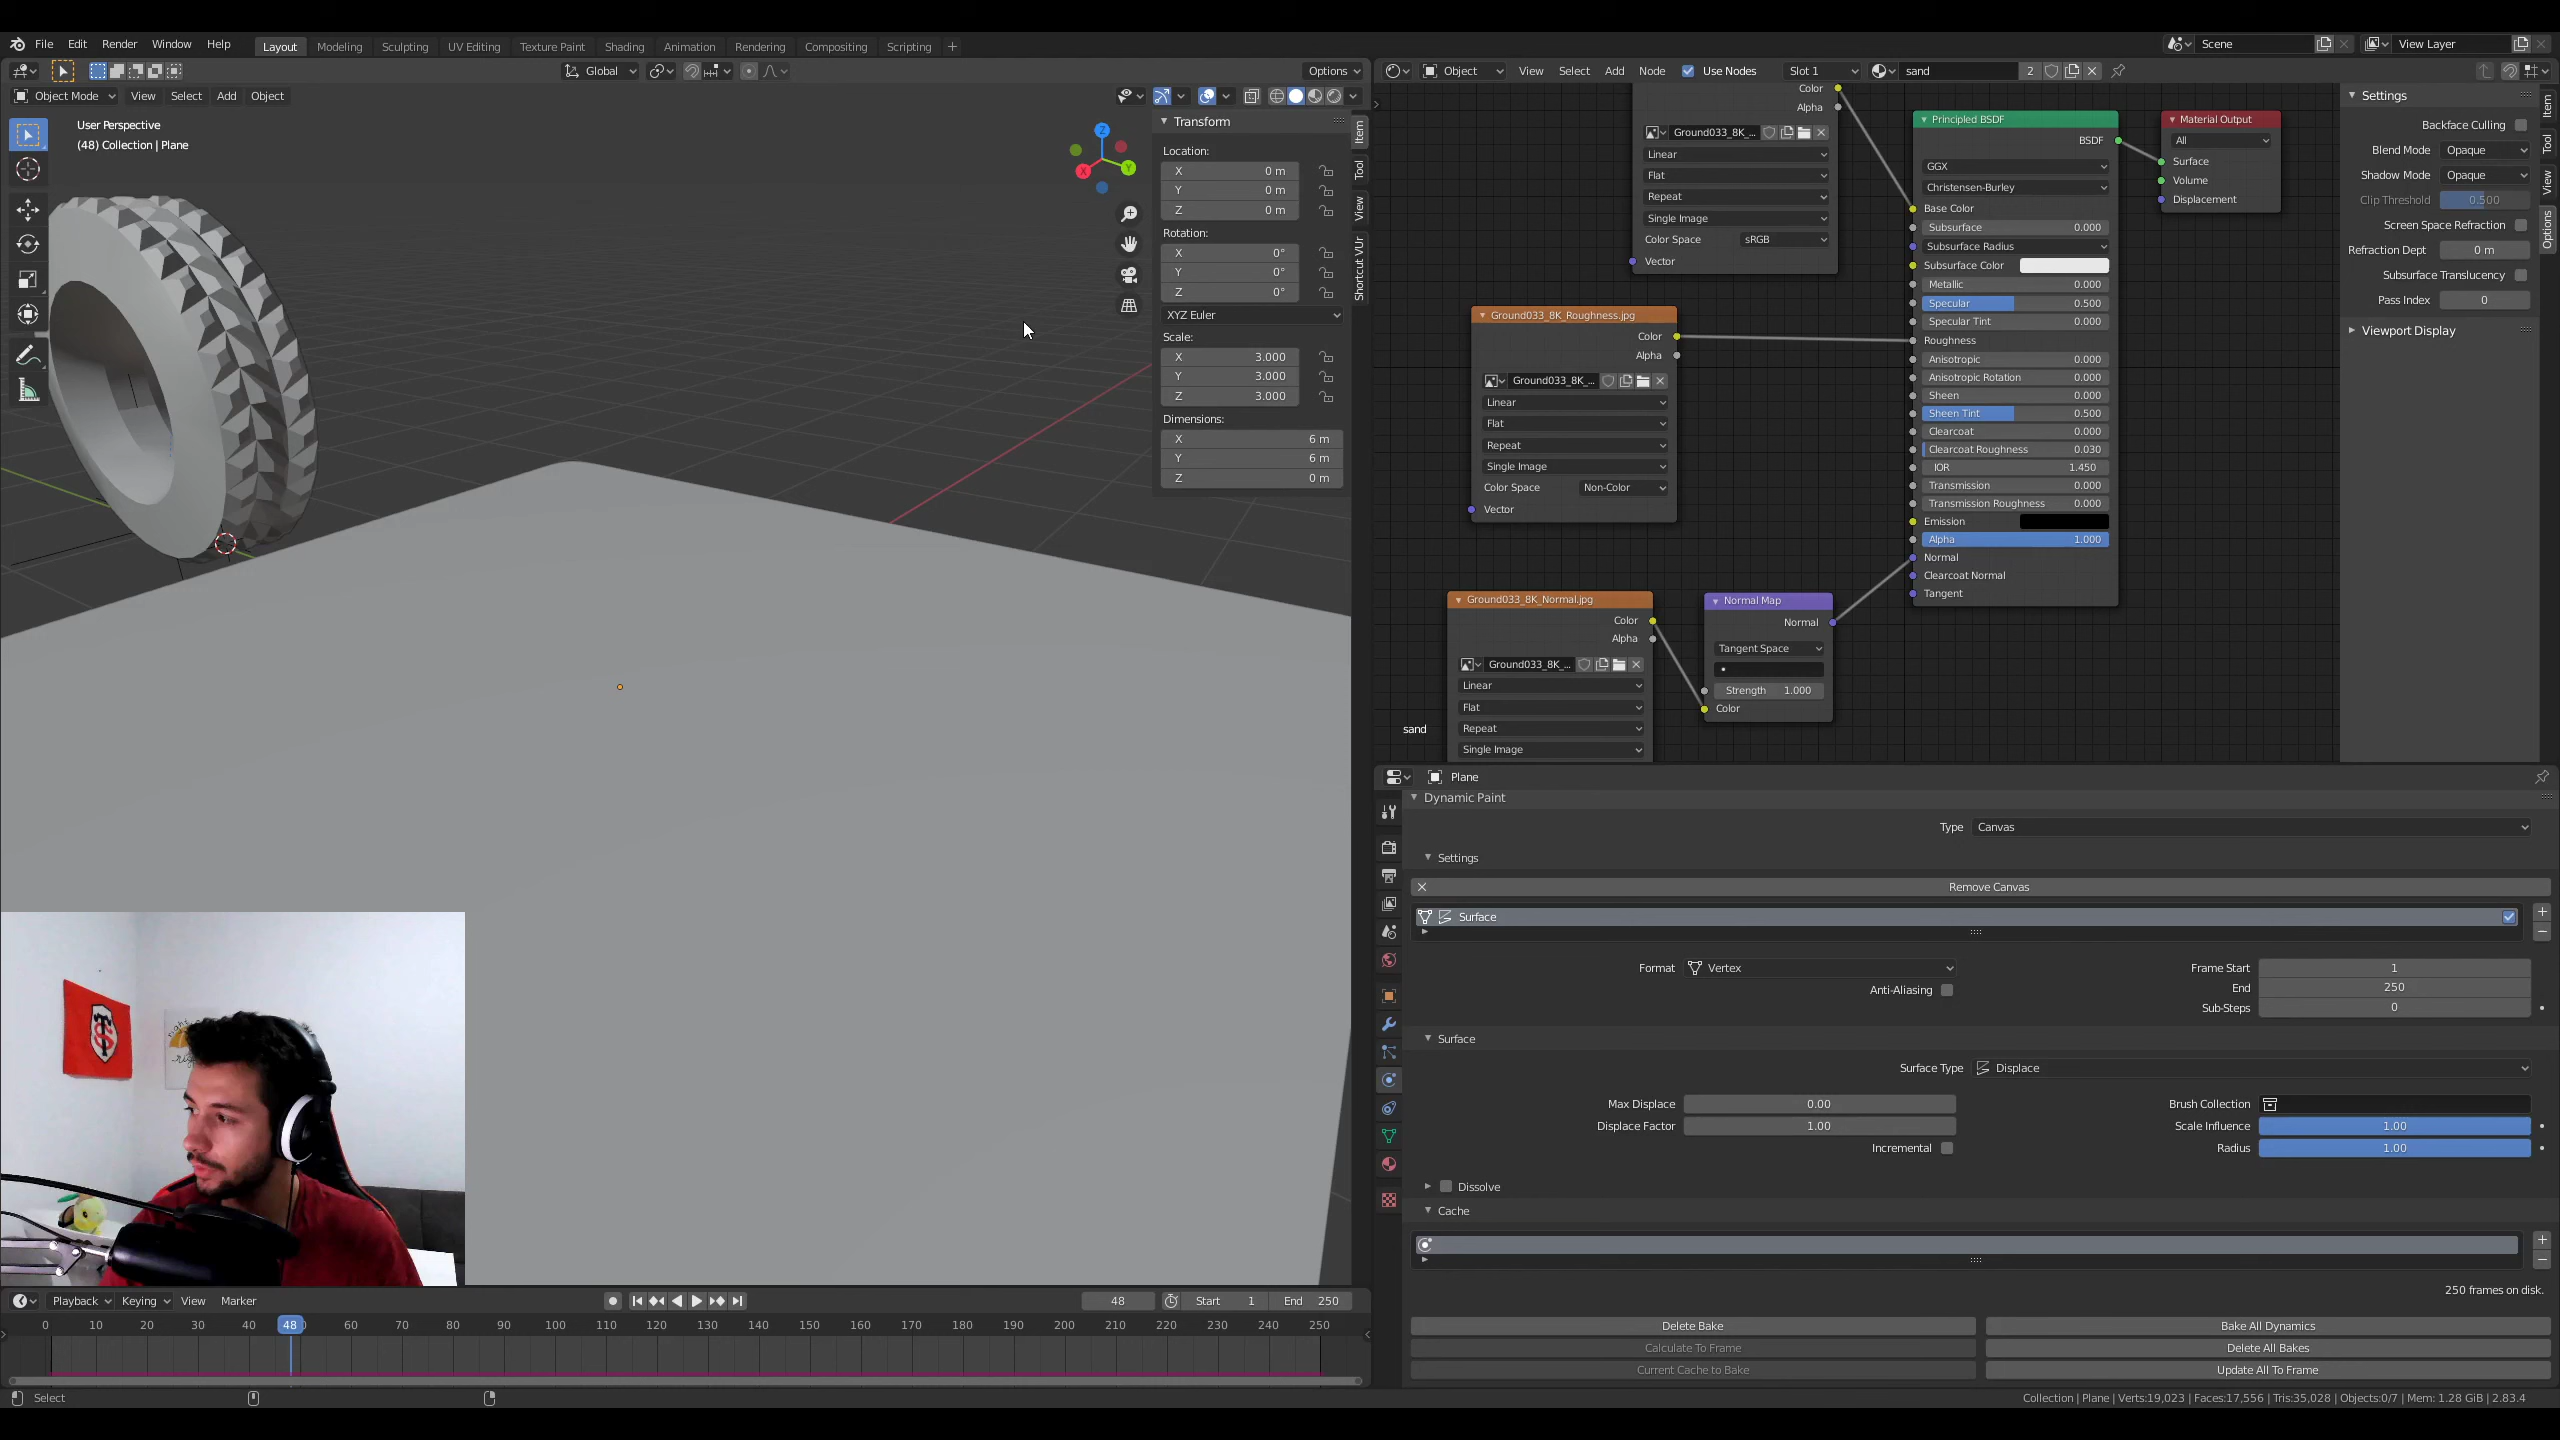 File Edit Render Window Help Layout Modeling Sculpting UV Editing Texture Paint Shading Animation Rendering Compositing Scripting + Scene View Layer
Global Options Object View Select Add Node Use Nodes Slot 1 sand 2
Object Mode View Select Add Object
User Perspective
(48) Collection | Plane
Transform
Location:
X 0 m
Y 0 m
Z 0 m
Rotation:
X 0°
Y 0°
Z 0°
XYZ Euler
Scale:
X 3.000
Y 3.000
Z 3.000
Dimensions:
X 6 m
Y 6 m
Z 0 m
Item
Tool
View
Shortcut VUr
Color
Alpha
Ground033_8K_...
Linear
Flat
Repeat
Single Image
Color Space sRGB
Vector
Ground033_8K_Roughness.jpg
Color
Alpha
Ground033_8K_...
Linear
Flat
Repeat
Single Image
Color Space Non-Color
Vector
Ground033_8K_Normal.jpg
Color
Alpha
Ground033_8K_...
Linear
Flat
Repeat
Single Image
sand
Normal Map
Normal
Tangent Space
Strength 1.000
Color
Principled BSDF
BSDF
GGX
Christensen-Burley
Base Color
Subsurface 0.000
Subsurface Radius
Subsurface Color
Metallic 0.000
Specular 0.500
Specular Tint 0.000
Roughness
Anisotropic 0.000
Anisotropic Rotation 0.000
Sheen 0.000
Sheen Tint 0.500
Clearcoat 0.000
Clearcoat Roughness 0.030
IOR 1.450
Transmission 0.000
Transmission Roughness 0.000
Emission
Alpha 1.000
Normal
Clearcoat Normal
Tangent
Material Output
All
Surface
Volume
Displacement
Settings
Backface Culling
Blend Mode Opaque
Shadow Mode Opaque
Clip Threshold 0.500
Screen Space Refraction
Refraction Dept 0 m
Subsurface Translucency
Pass Index 0
Viewport Display
Item
Tool
View
Options
Plane
Dynamic Paint
Type Canvas
Settings
Remove Canvas
Surface
Format Vertex Frame Start 1
Anti-Aliasing End 250
Sub-Steps 0
Surface
Surface Type Displace
Max Displace 0.00 Brush Collection
Displace Factor 1.00 Scale Influence 1.00
Incremental Radius 1.00
Dissolve
Cache
250 frames on disk.
Delete Bake Bake All Dynamics
Calculate To Frame Delete All Bakes
Current Cache to Bake Update All To Frame
Playback Keying View Marker 48 Start 1 End 250
0 10 20 30 40 48 60 70 80 90 100 110 120 130 140 150 160 170 180 190 200 210 220 230 240 250
Select
Collection | Plane | Verts:19,023 | Faces:17,556 | Tris:35,028 | Objects:0/7 | Mem: 1.28 GiB | 2.83.4